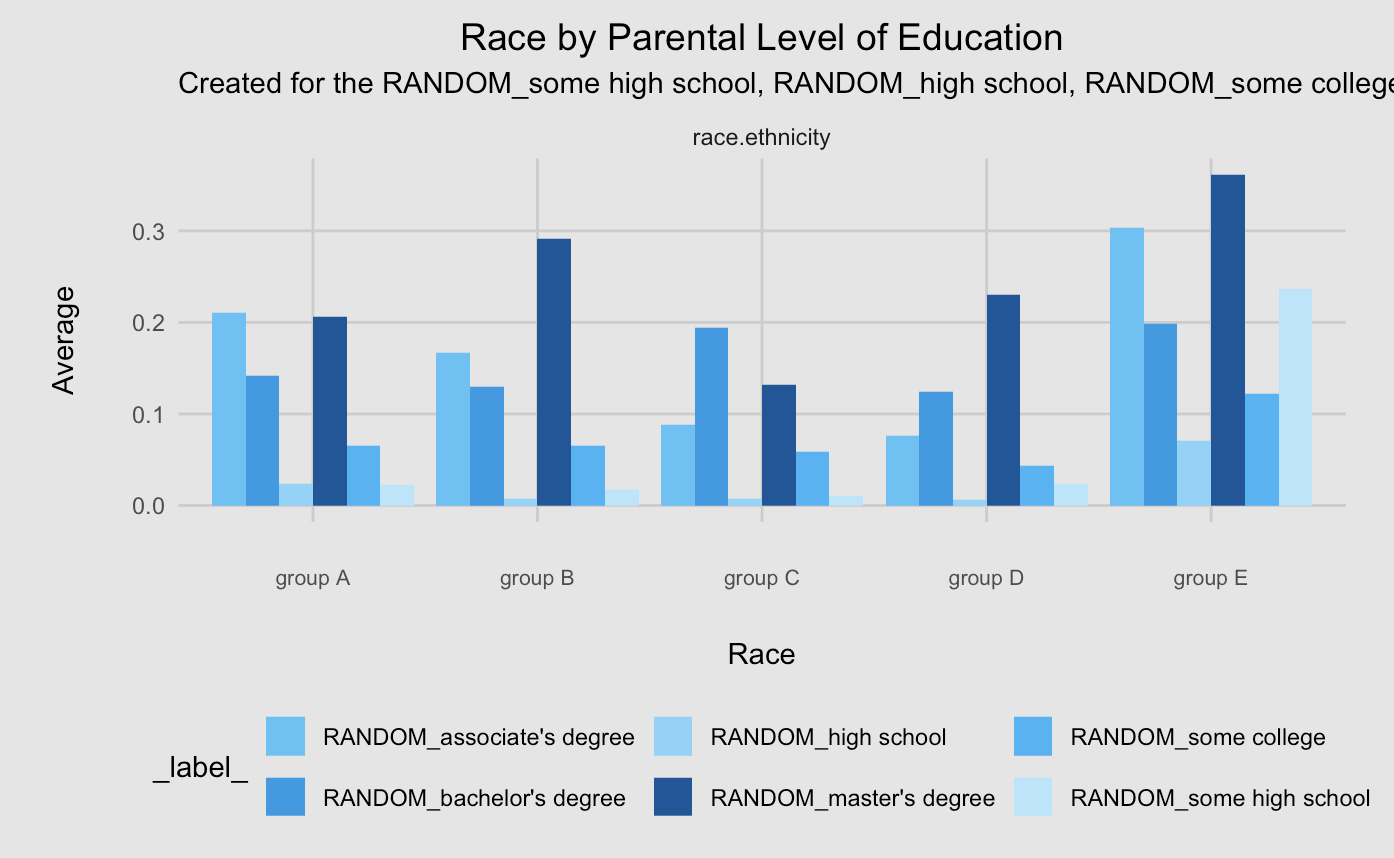 Race by Parental Level of Education
Created for the RANDOM_some high school, RANDOM_high school, RANDOM_some college
race.ethnicity
0.3
0.2
0.1
0.0
Average
group A group B group C group D group E
Race
_label_
RANDOM_associate's degree RANDOM_high school RANDOM_some college
RANDOM_bachelor's degree RANDOM_master's degree RANDOM_some high school